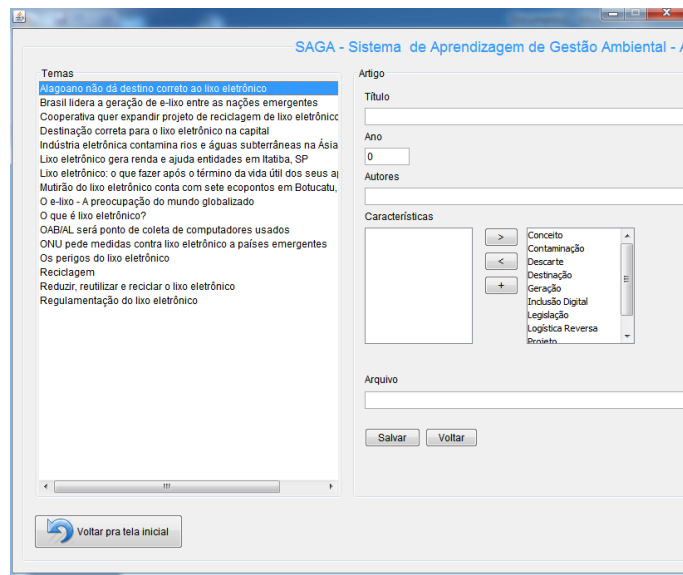 SAGA - Sistema de Aprendizagem de Gestão Ambiental -
Temas
Alagoano não dá destino correto ao lixo eletrônico
Brasil lidera a geração de e-lixo entre as nações emergentes
Cooperativa quer expandir projeto de reciclagem de lixo eletrônico
Destinação correta para o lixo eletrônico na capital
Indústria eletrônica contamina rios e águas subterrâneas na Ásia
Lixo eletrônico gera renda e ajuda entidades em Itatiba, SP
Lixo eletrônico: o que fazer após o término da vida útil dos seus
Mutirão do lixo eletrônico conta com sete ecopontos em Botucatu,
O e-lixo - A preocupação do mundo globalizado
O que é lixo eletrônico?
OAB/AL será ponto de coleta de computadores usados
ONU pede medidas contra lixo eletrônico a países emergentes
Os perigos do lixo eletrônico
Reciclagem
Reduzir, reutilizar e reciclar o lixo eletrônico
Regulamentação do lixo eletrônico
Voltar pra tela inicial
Artigo
Título
Ano
0
Autores
Características
>
<
+
Conceito
Contaminação
Descarte
Destinação
Geração
Indusão Digital
Legislação
Logística Reversa
Projeto
Arquivo
Salvar Voltar